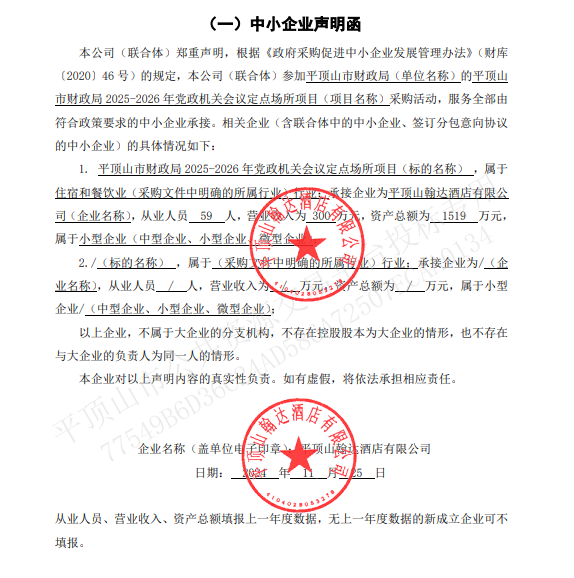 （一）中小企业声明函
本公司（联合体）郑重声明，根据《政府采购促进中小企业发展管理办法》（财库
〔2020〕46 号）的规定，本公司（联合体）参加平顶山市财政局（单位名称）的平顶山
市财政局 2025-2026 年党政机关会议定点场所项目（项目名称）采购活动，服务全部由
符合政策要求的中小企业承接。相关企业（含联合体中的中小企业、签订分包意向协议
的中小企业）的具体情况如下：
1. 平顶山市财政局 2025-2026 年党政机关会议定点场所项目（标的名称），属于
住宿和餐饮业（采购文件中明确的所属行业）行业；承接企业为平顶山翰达酒店有限公
司（企业名称），从业人员 59 人，营业收入为 300 万元，资产总额为 1519 万元，
属于小型企业（中型企业、小型企业、微型企业）
2. /（标的名称） ，属于（采购文件中明确的所属行业）行业；承接企业为/（企
业名称），从业人员 / 人，营业收入为 / 万元，资产总额为 万元，属于小型
企业/（中型企业、小型企业、微型企业）；
以上企业，不属于大企业的分支机构，不存在控股股本为大企业的情形，也不存在
与大企业的负责人为同一人的情形。
本企业对以上声明内容的真实性负责。如有虚假，将依法承担相应责任。
企业名称（盖单位电子印章）：平顶山翰达酒店有限公司
日期： 2024 年 11 月 25 日
平顶山翰达酒店有限公司
从业人员、营业收入、资产总额填报上一年度数据，无上一年度数据的新成立企业可不
填报。